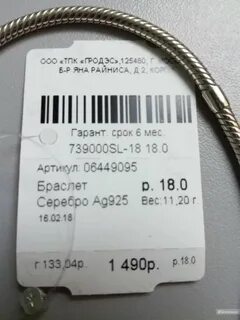 ООО «ТПК «ГРОДЭС»,125480, Г.
Б-Р. ЯНА РАЙНИСА, Д.2,
Гарант. срок 6 мес.
739000SL-18 18.0
Артикул: 06449095
Браслет р. 18.0
Серебро Ag925 Вес:11,20 г.
16.02.18
г 133.04р. 1 490р. р.18.0